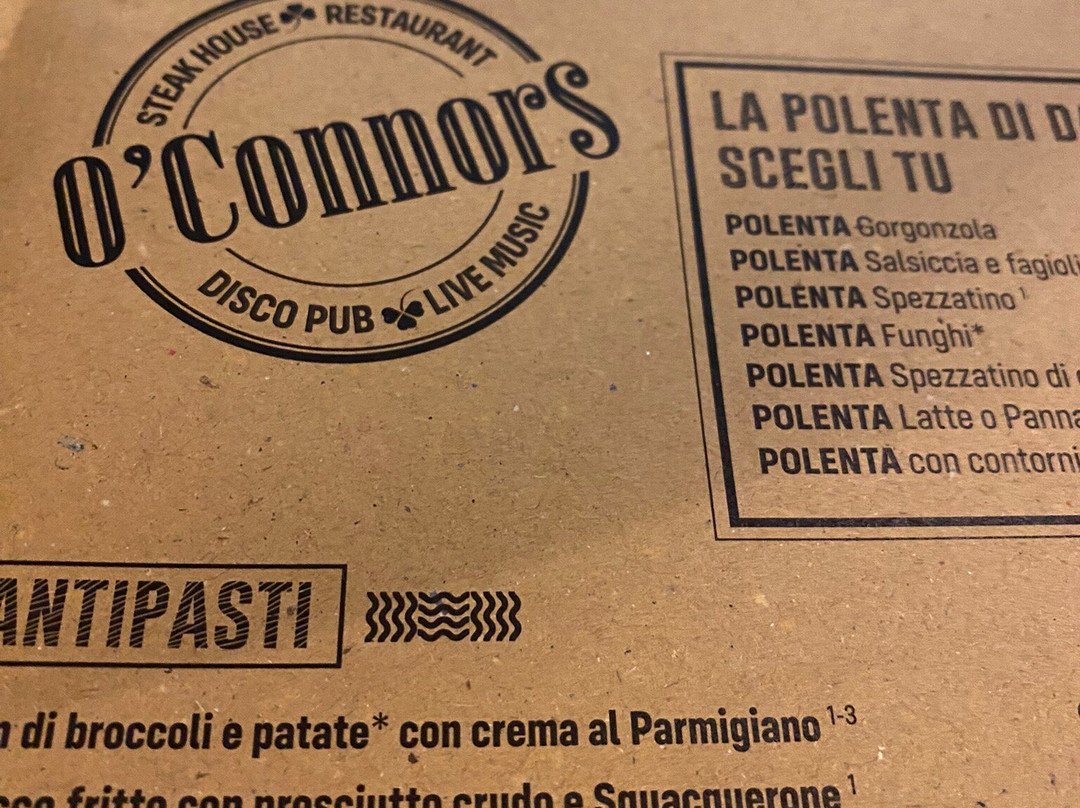 STEAK HOUSE RESTAURANT
O'Connors
DISCO PUB LIVE MUSIC
LA POLENTA DI
SCEGLI TU
POLENTA Gorgonzola
POLENTA Salsiccia e fagioli
POLENTA Spezzatino 1
POLENTA Funghi*
POLENTA Spezzatino di
POLENTA Latte o Panna
POLENTA con contorni
ANTIPASTI
di broccoli e patate* con crema al Parmigiano 1-3
fritto con prosciutto crudo e Squacquerone 1